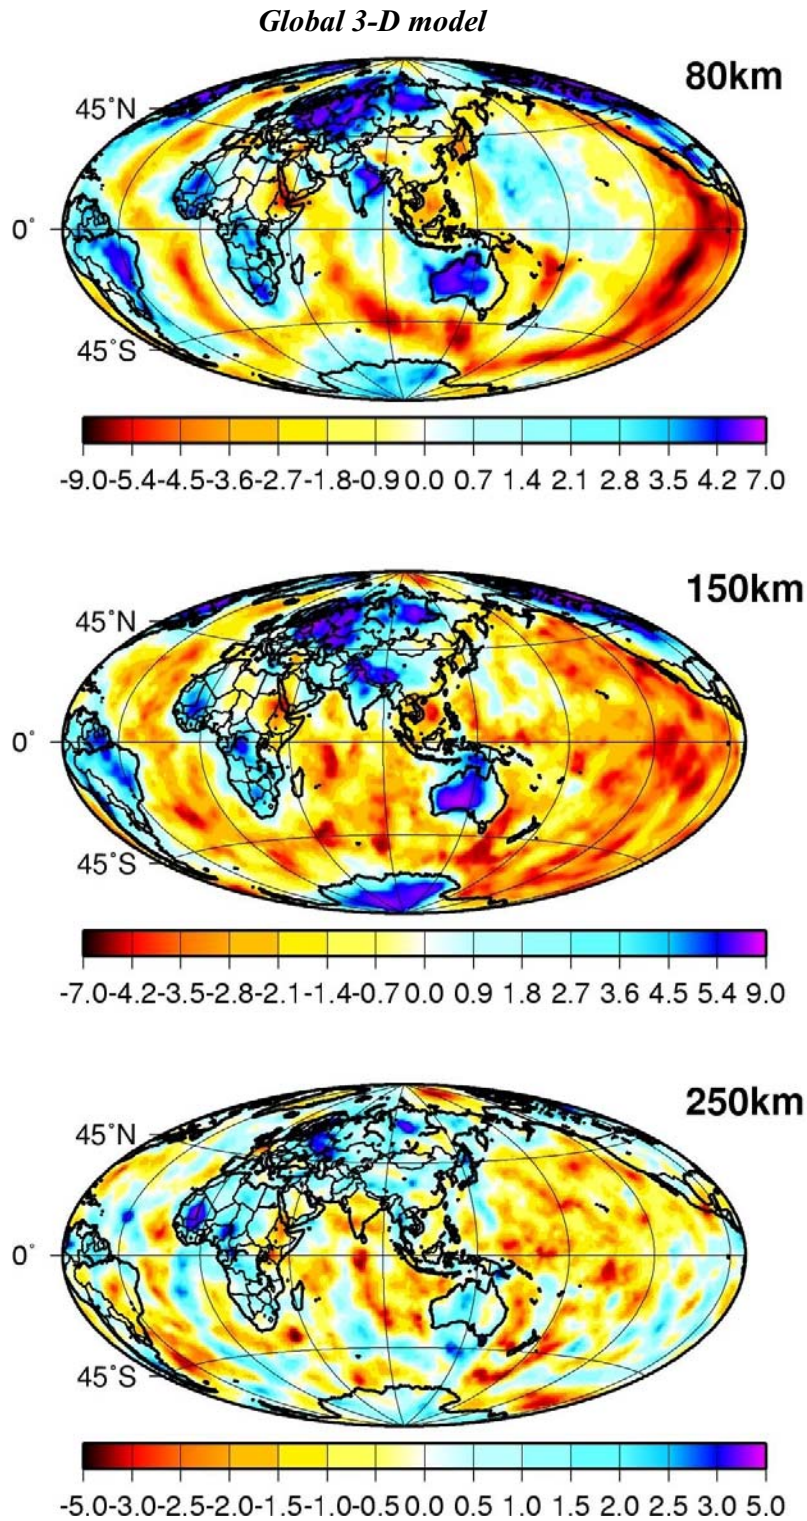 Global 3-D model
80km
45°N
0°
45°S
-9.0-5.4-4.5-3.6-2.7-1.8-0.9 0.0 0.7 1.4 2.1 2.8 3.5 4.2 7.0
150km
45°N
0°
45°S
-7.0-4.2-3.5-2.8-2.1-1.4-0.7 0.0 0.9 1.8 2.7 3.6 4.5 5.4 9.0
250km
45°N
0°
45°S
-5.0-3.0-2.5-2.0-1.5-1.0-0.5 0.0 0.5 1.0 1.5 2.0 2.5 3.0 5.0